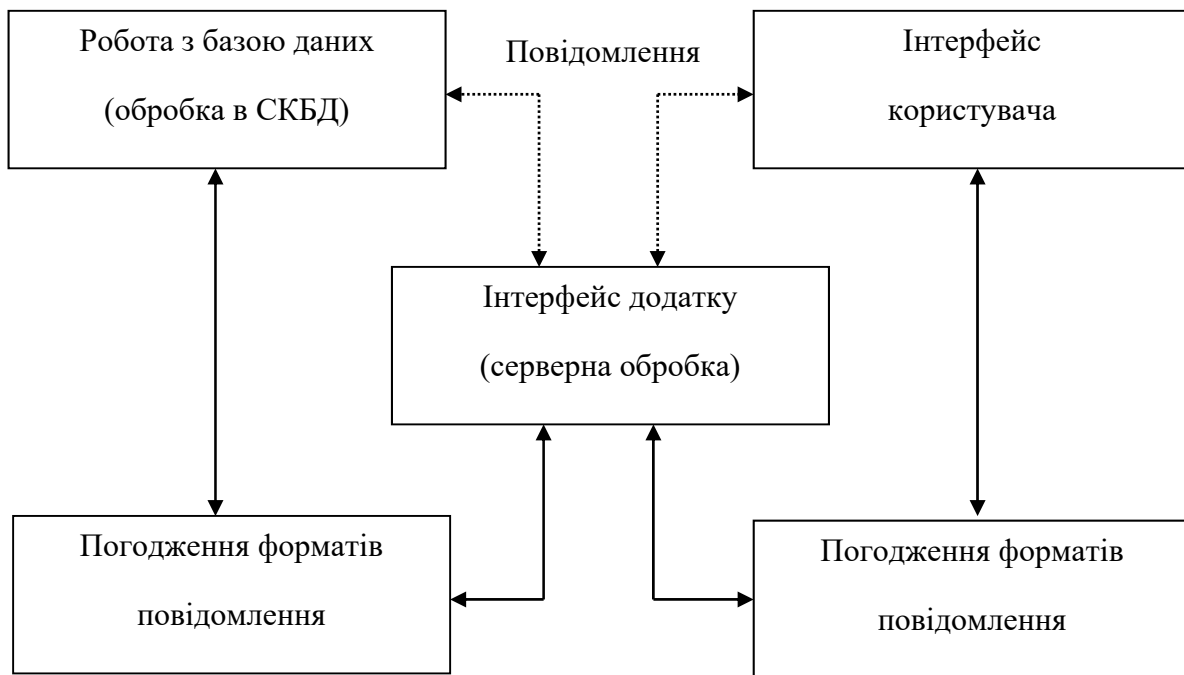 Робота з базою даних
(обробка в СКБД)
Повідомлення
Інтерфейс
користувача
Інтерфейс додатку
(серверна обробка)
Погодження форматів
повідомлення
Погодження форматів
повідомлення